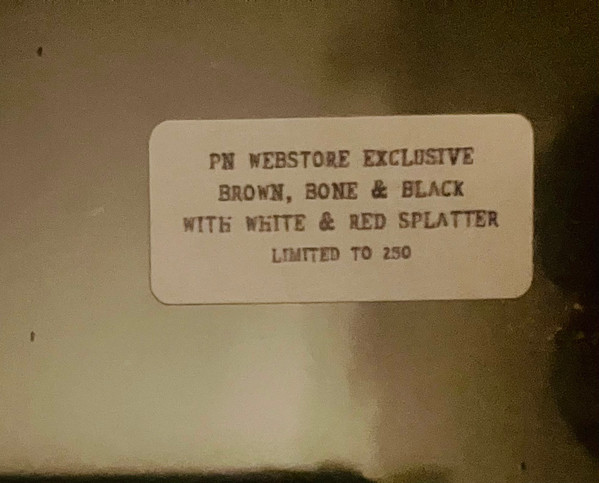 PN WEBSTORE EXCLUSIVE
BROWN, BONE & BLACK
WITH WHITE & RED SPLATTER
LIMITED TO 250